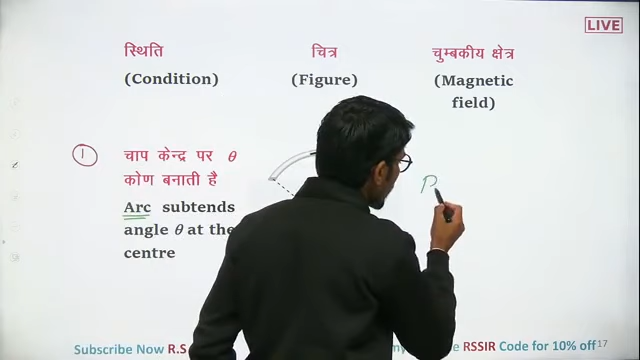 LIVE
स्थिति चित्र चुम्बकीय क्षेत्र
(Condition) (Figure) (Magnetic
field)
1 चाप केन्द्र पर θ
कोण बनाती है
Arc subtends
angle θ at the
centre
Subscribe Now R.S RSSIR Code for 10% off 17